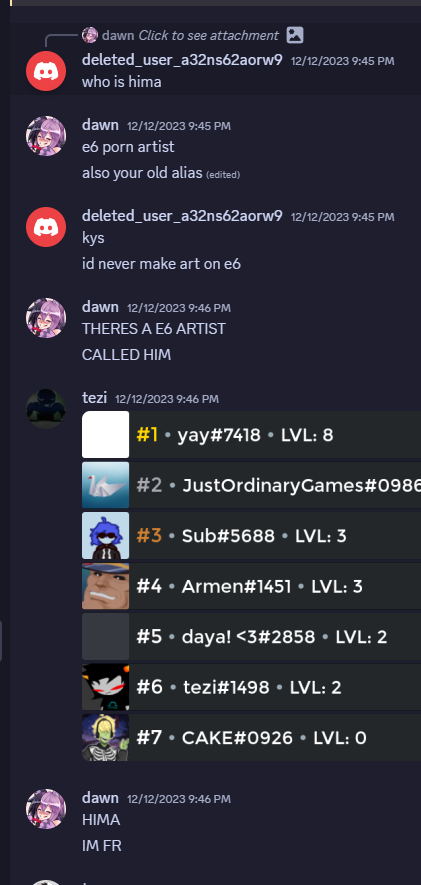 dawn Click to see attachment
deleted_user_a32ns62aorw9 12/12/2023 9:45 PM
who is hima
dawn 12/12/2023 9:45 PM
e6 porn artist
also your old alias (edited)
deleted_user_a32ns62aorw9 12/12/2023 9:45 PM
kys
id never make art on e6
dawn 12/12/2023 9:46 PM
THERES A E6 ARTIST
CALLED HIM
tezi 12/12/2023 9:46 PM
#1 • yay#7418 • LVL: 8
#2 • JustOrdinaryGames#0986
#3 • Sub#5688 • LVL: 3
#4 • Armen#1451 • LVL: 3
#5 • daya! <3#2858 • LVL: 2
#6 • tezi#1498 • LVL: 2
#7 • CAKE#0926 • LVL: 0
dawn 12/12/2023 9:46 PM
HIMA
IM FR